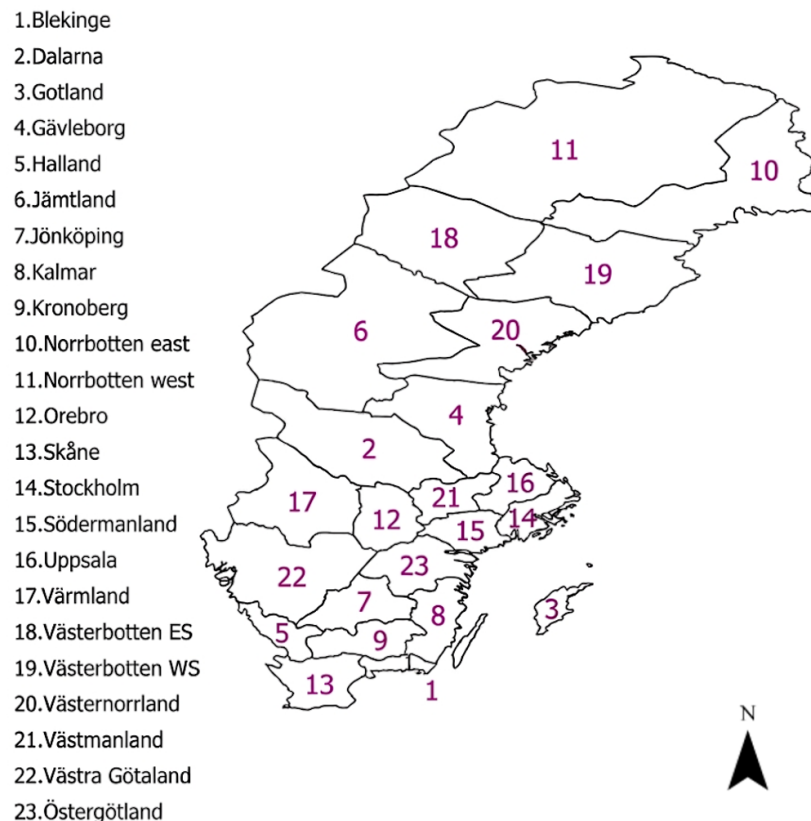 1.Blekinge
2.Dalarna
3.Gotland
4.Gävleborg
5.Halland
6.Jämtland
7.Jönköping
8.Kalmar
9.Kronoberg
10.Norrbotten east
11.Norrbotten west
12.Orebro
13.Skåne
14.Stockholm
15.Södermanland
16.Uppsala
17.Värmland
18.Västerbotten ES
19.Västerbotten WS
20.Västernorrland
21.Västmanland
22.Västra Götaland
23.Östergötland
11
10
18
19
6
20
4
2
16
21
17
12
14
15
23
22
7
3
8
5
9
13
1
N